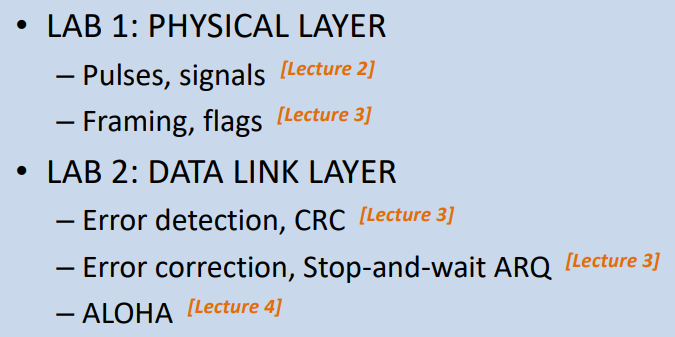 • LAB 1: PHYSICAL LAYER
– Pulses, signals [Lecture 2]
– Framing, flags [Lecture 3]
• LAB 2: DATA LINK LAYER
– Error detection, CRC [Lecture 3]
– Error correction, Stop-and-wait ARQ [Lecture 3]
– ALOHA [Lecture 4]